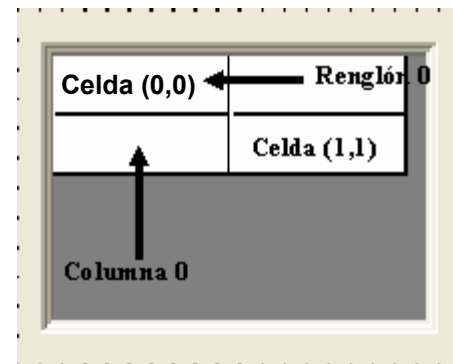 Celda (0,0) Renglón 0
Celda (1,1)
Columna 0